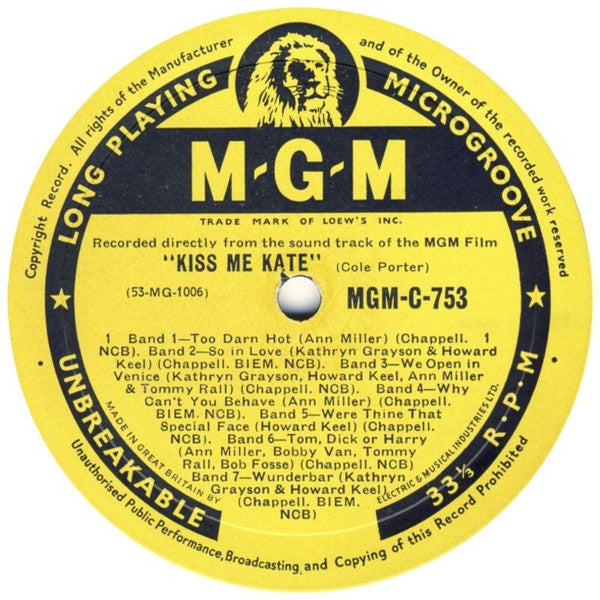 Copyright Record. All rights of the Manufacturer and of the Owner of the recorded work reserved
LONG PLAYING MICROGROOVE
M-G-M
TRADE MARK OF LOEW'S INC.
Recorded directly from the sound track of the MGM Film
"KISS ME KATE" (Cole Porter)
(53-MG-1006)
MGM-C-753
1 Band 1—Too Darn Hot (Ann Miller) (Chappell. 1
NCB). Band 2—So in Love (Kathryn Grayson & Howard
Keel) (Chappell. BIEM. NCB). Band 3—We Open in
Venice (Kathryn Grayson, Howard Keel, Ann Miller
& Tommy Rall) (Chappell. NCB). Band 4—Why
Can't You Behave (Ann Miller) (Chappell.
BIEM. NCB). Band 5—Were Thine That
Special Face (Howard Keel) (Chappell.
NCB). Band 6—Tom, Dick or Harry
(Ann Miller, Bobby Van, Tommy
Rall, Bob Fosse) (Chappell. NCB)
Band 7—Wunderbar (Kathryn
Grayson & Howard Keel)
(Chappell. BIEM.
NCB)
MADE IN GREAT BRITAIN BY ELECTRIC & MUSICAL INDUSTRIES LTD.
UNBREAKABLE
33⅓ R·P·M
Unauthorised Public Performance, Broadcasting and Copying of this Record Prohibited